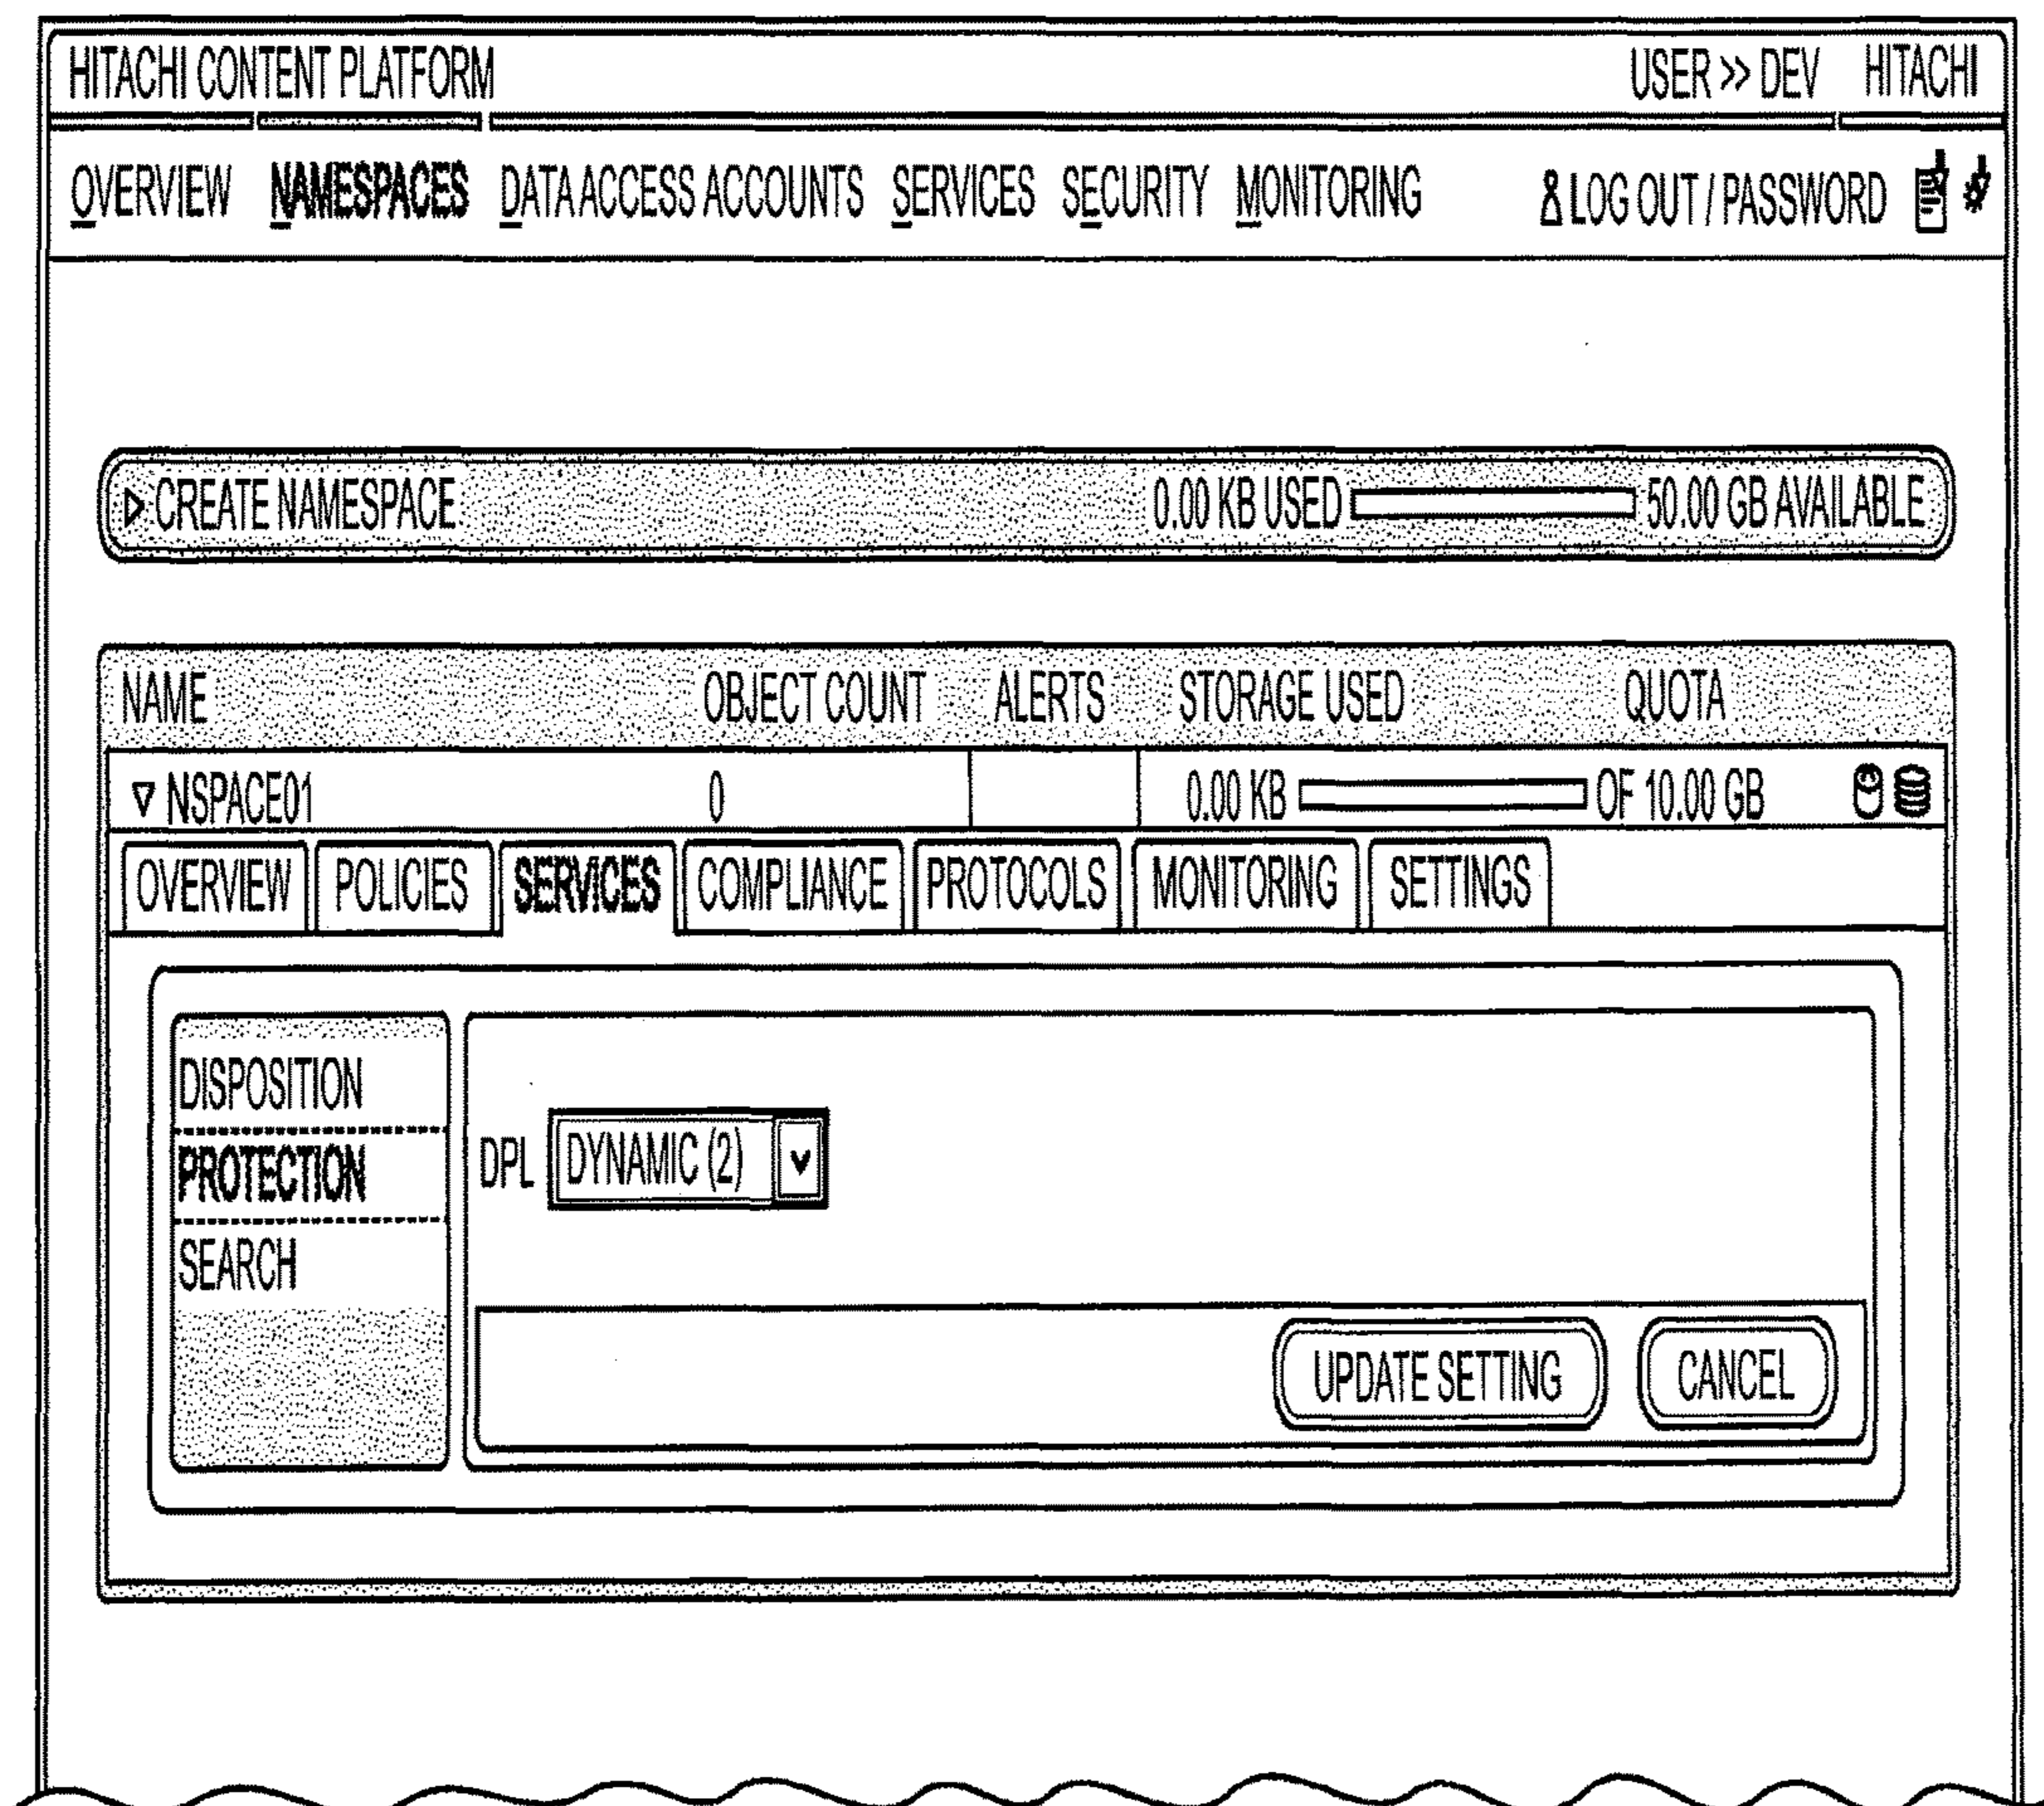 HITACHI CONTENT PLATFORM USER >> DEV HITACHI
OVERVIEW NAMESPACES DATA ACCESS ACCOUNTS SERVICES SECURITY MONITORING LOG OUT / PASSWORD
CREATE NAMESPACE 0.00 KB USED 50.00 GB AVAILABLE
NAME OBJECT COUNT ALERTS STORAGE USED QUOTA
NSPACE01 0 0.00 KB OF 10.00 GB
OVERVIEW POLICIES SERVICES COMPLIANCE PROTOCOLS MONITORING SETTINGS
DISPOSITION
PROTECTION
SEARCH
DPL DYNAMIC (2)
UPDATE SETTING CANCEL